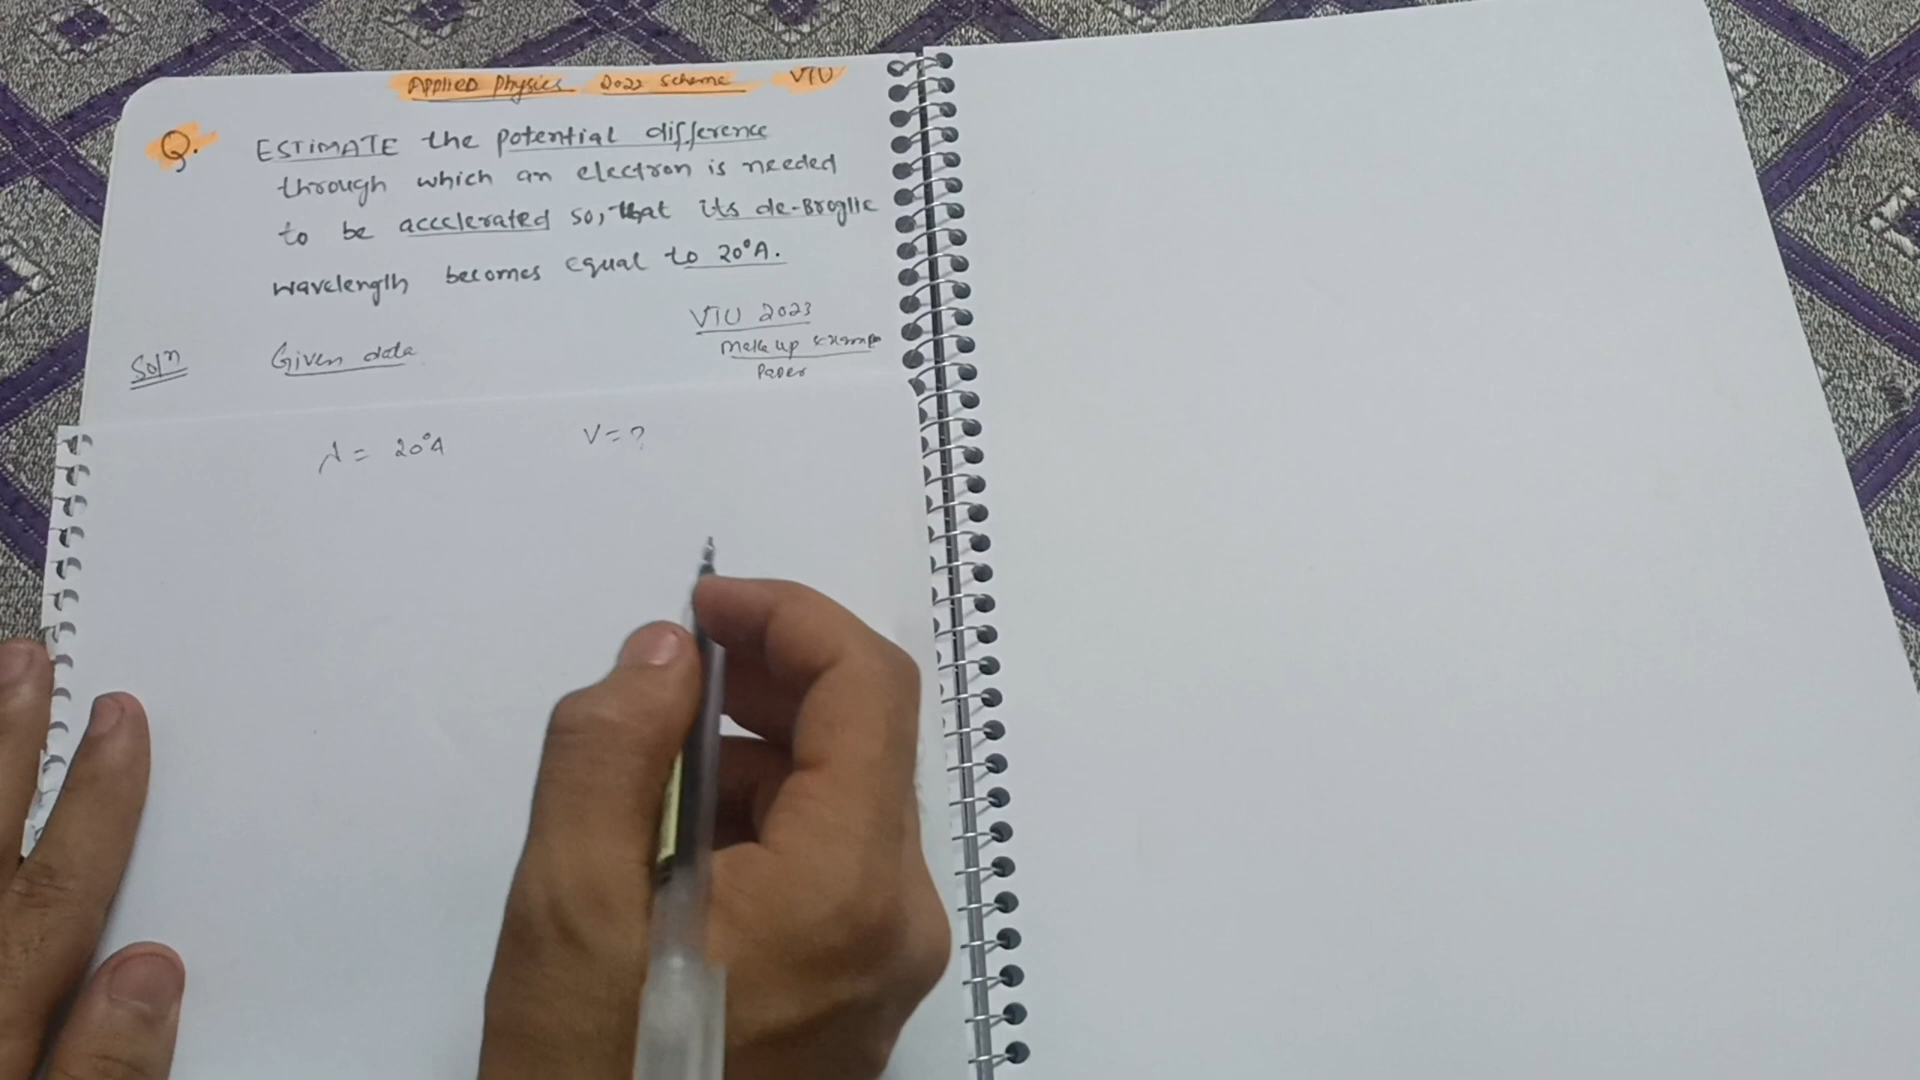 Applied physics 2022 scheme VTU
Q. ESTIMATE the potential difference
through which an electron is needed
to be accelerated so, that its de-Broglie
wavelength becomes equal to 20°A.
VTU 2023
Make up
Paper
Solⁿ Given data
λ = 20°A V = ?